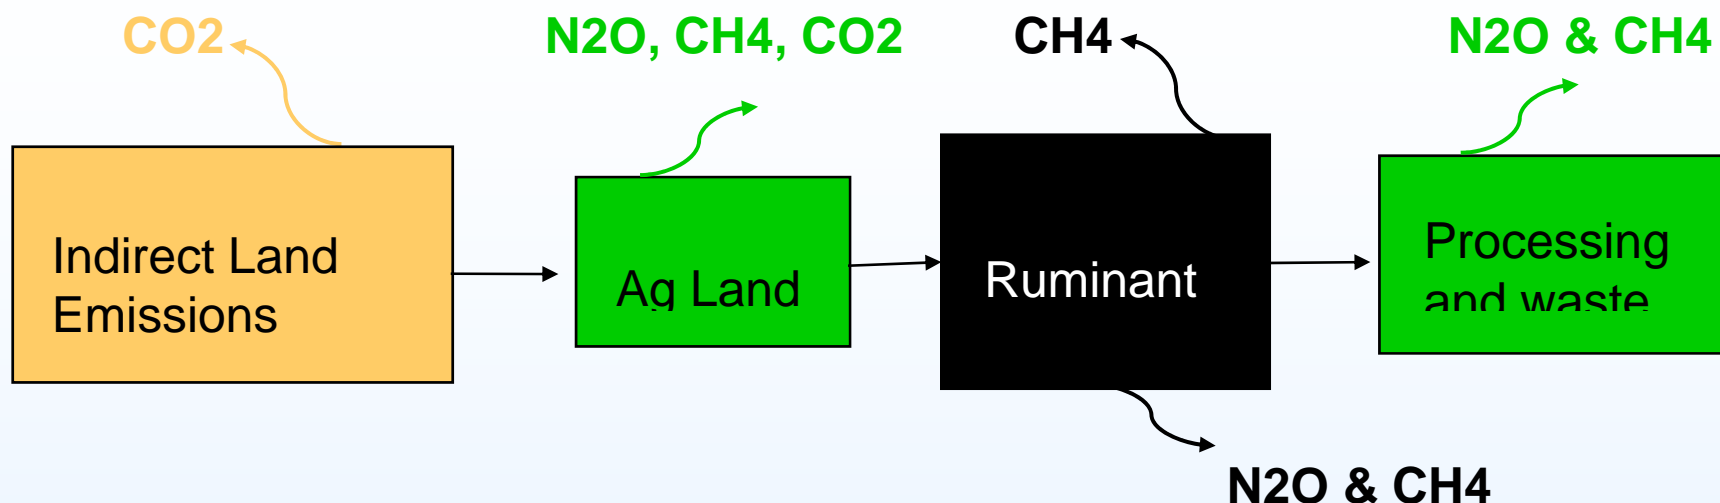 CO2
N2O, CH4, CO2
CH4
N2O & CH4
Indirect Land
Emissions
Ag Land
Ruminant
Processing
and waste
N2O & CH4